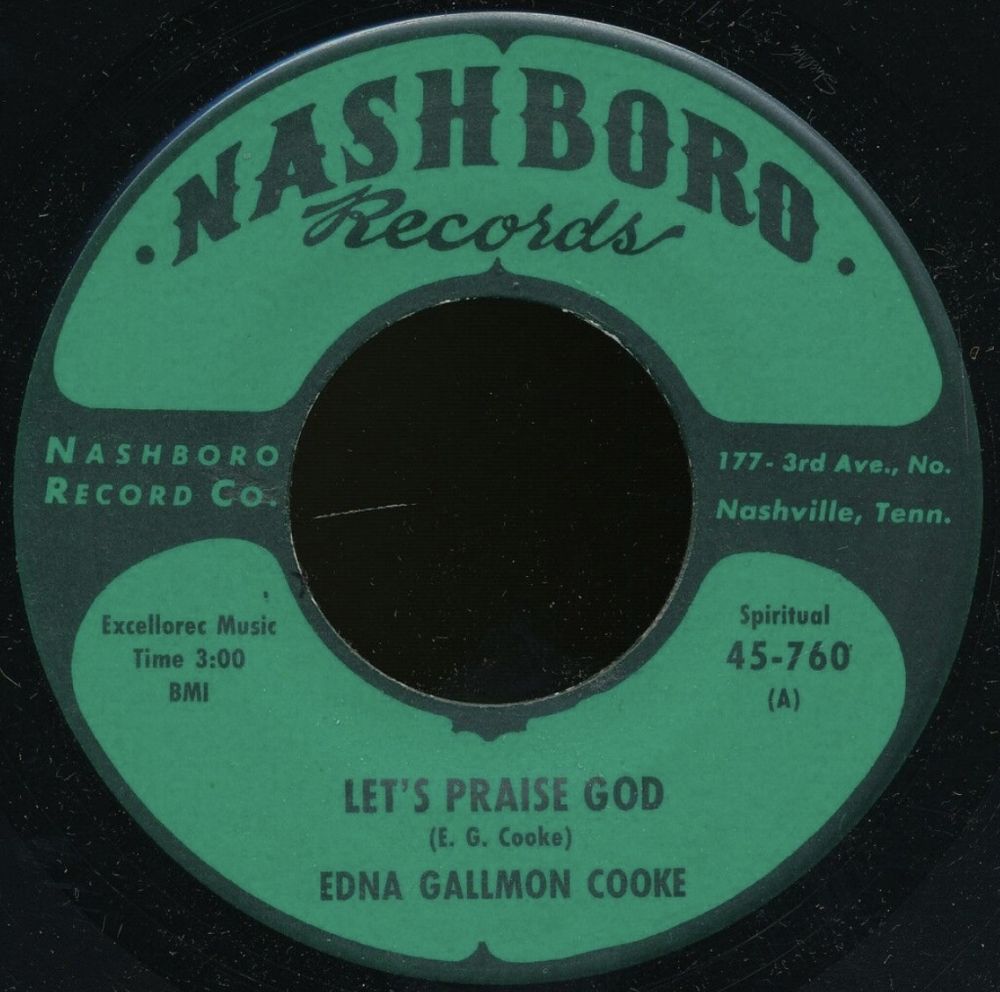 · NASHBORO ·
Records
NASHBORO
RECORD CO.
177 - 3rd Ave., No.
Nashville, Tenn.
Excellorec Music
Time 3:00
BMI
Spiritual
45-760
(A)
LET'S PRAISE GOD
(E. G. Cooke)
EDNA GALLMON COOKE